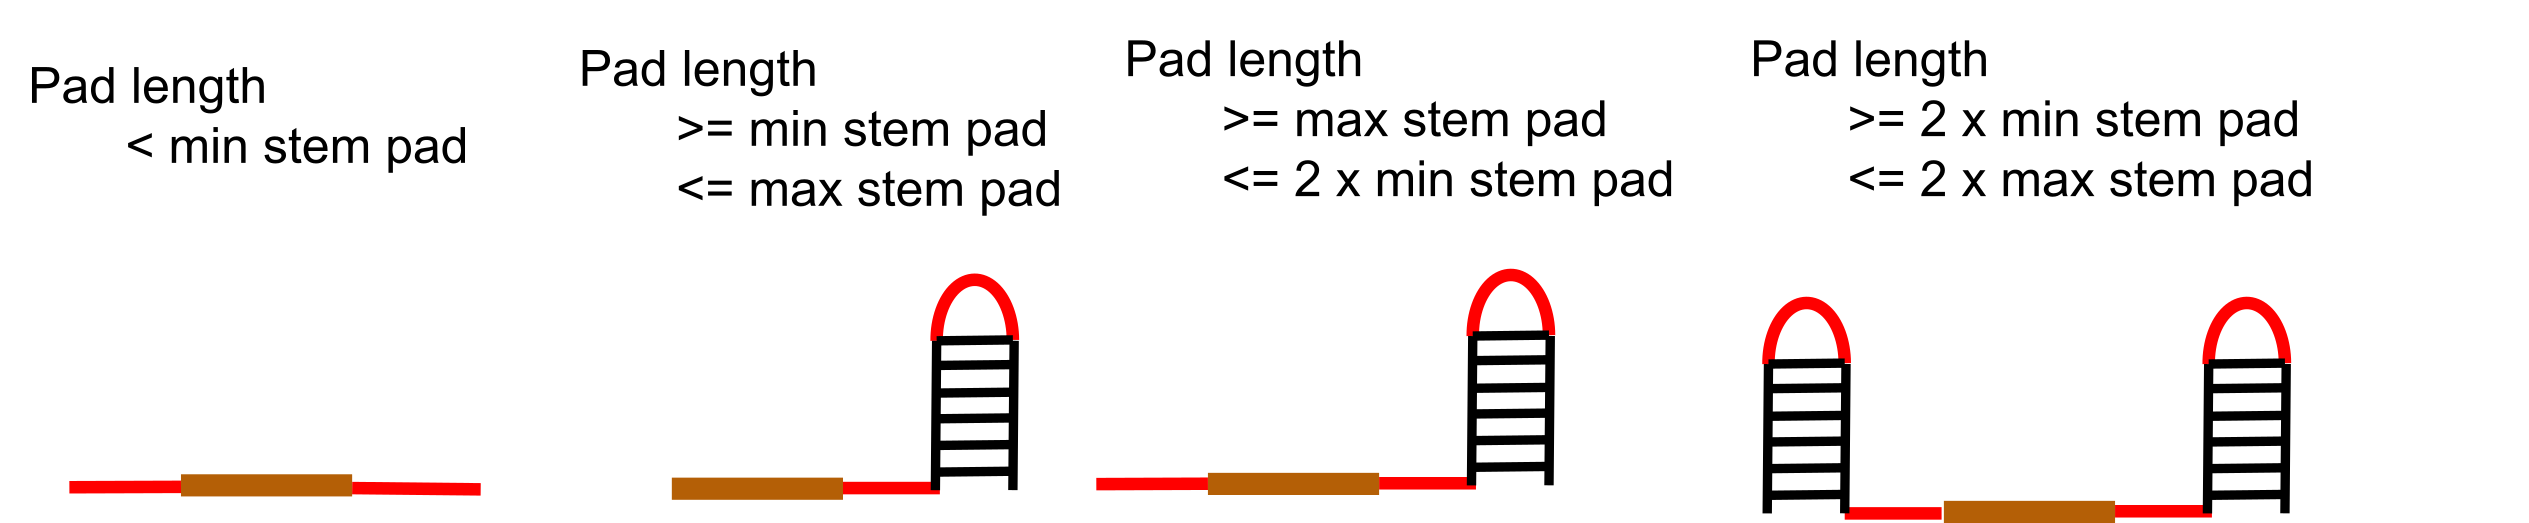 Pad length
< min stem pad
Pad length
>= min stem pad
<= max stem pad
Pad length
>= max stem pad
<= 2 x min stem pad
Pad length
>= 2 x min stem pad
<= 2 x max stem pad